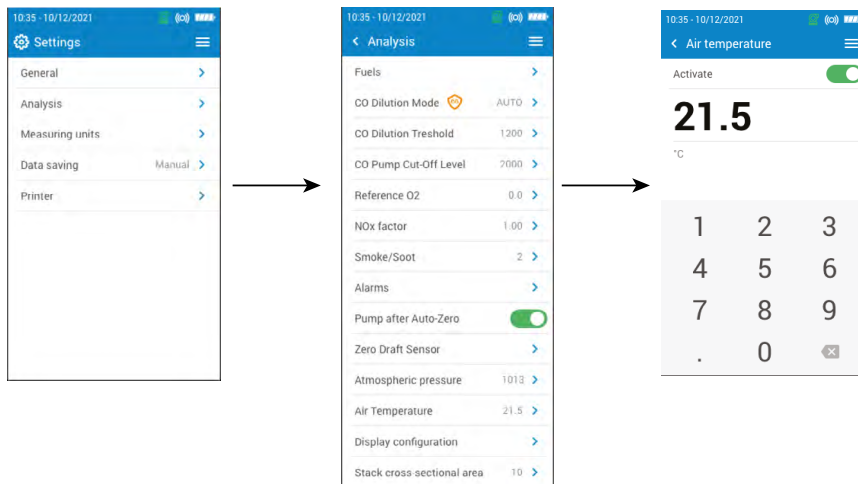 10:35 - 10/12/2021
Settings
General
Analysis
Measuring units
Data saving Manual
Printer
10:35 - 10/12/2021
Analysis
Fuels
CO Dilution Mode AUTO
CO Dilution Treshold 1200
CO Pump Cut-Off Level 2000
Reference O2 0.0
NOx factor 1.00
Smoke/Soot 2
Alarms
Pump after Auto-Zero
Zero Draft Sensor
Atmospheric pressure 1013
Air Temperature 21.5
Display configuration
Stack cross-sectional area 10
10:35 - 10/12/2021
Air temperature
Activate
21.5
°C
1 2 3
4 5 6
7 8 9
. 0